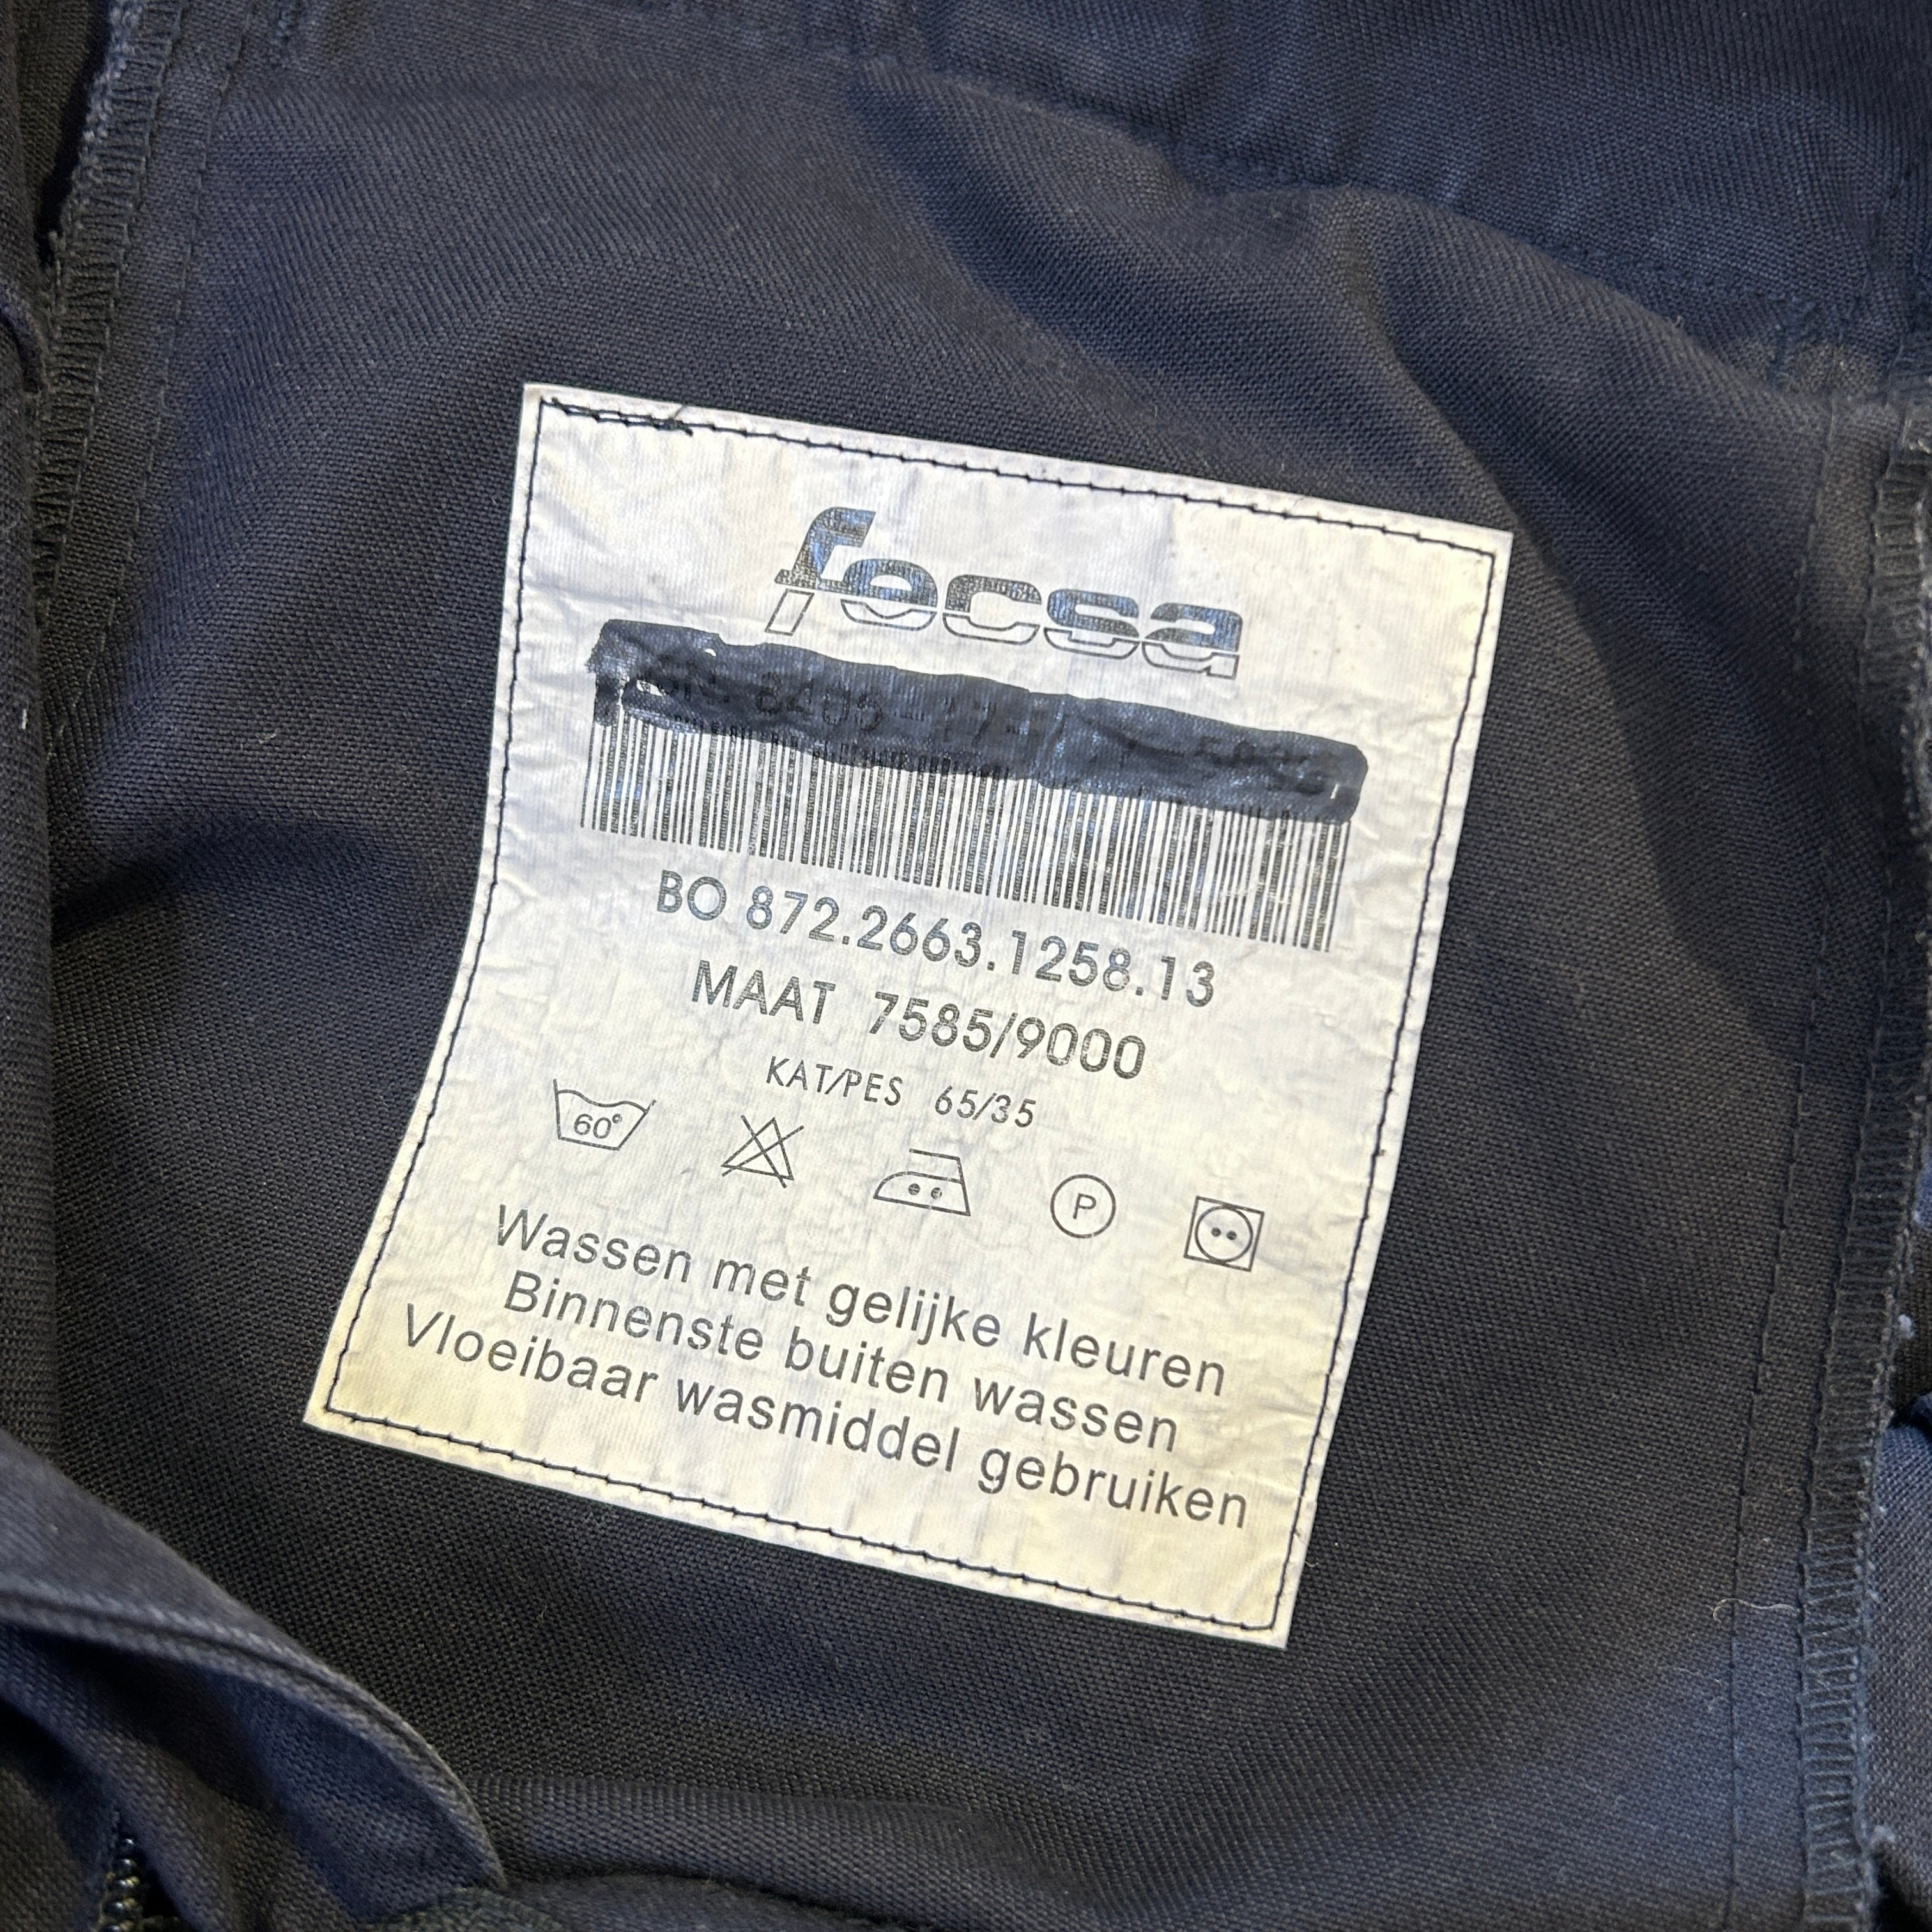 fecsa
BO 872.2663.1258.13
MAAT 7585/9000
KAT/PES 65/35
60°
P
Wassen met gelijke kleuren
Binnenste buiten wassen
Vloeibaar wasmiddel gebruiken